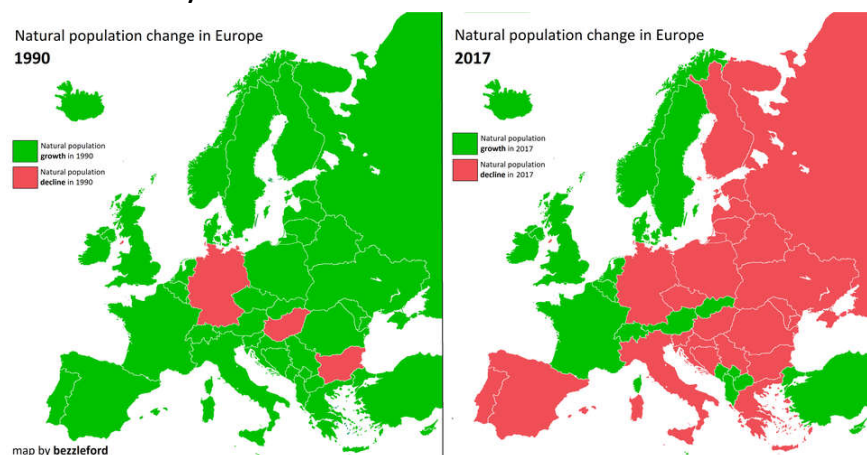 Natural population change in Europe
1990
Natural population
growth in 1990
Natural population
decline in 1990
map by bezzleford
Natural population change in Europe
2017
Natural population
growth in 2017
Natural population
decline in 2017